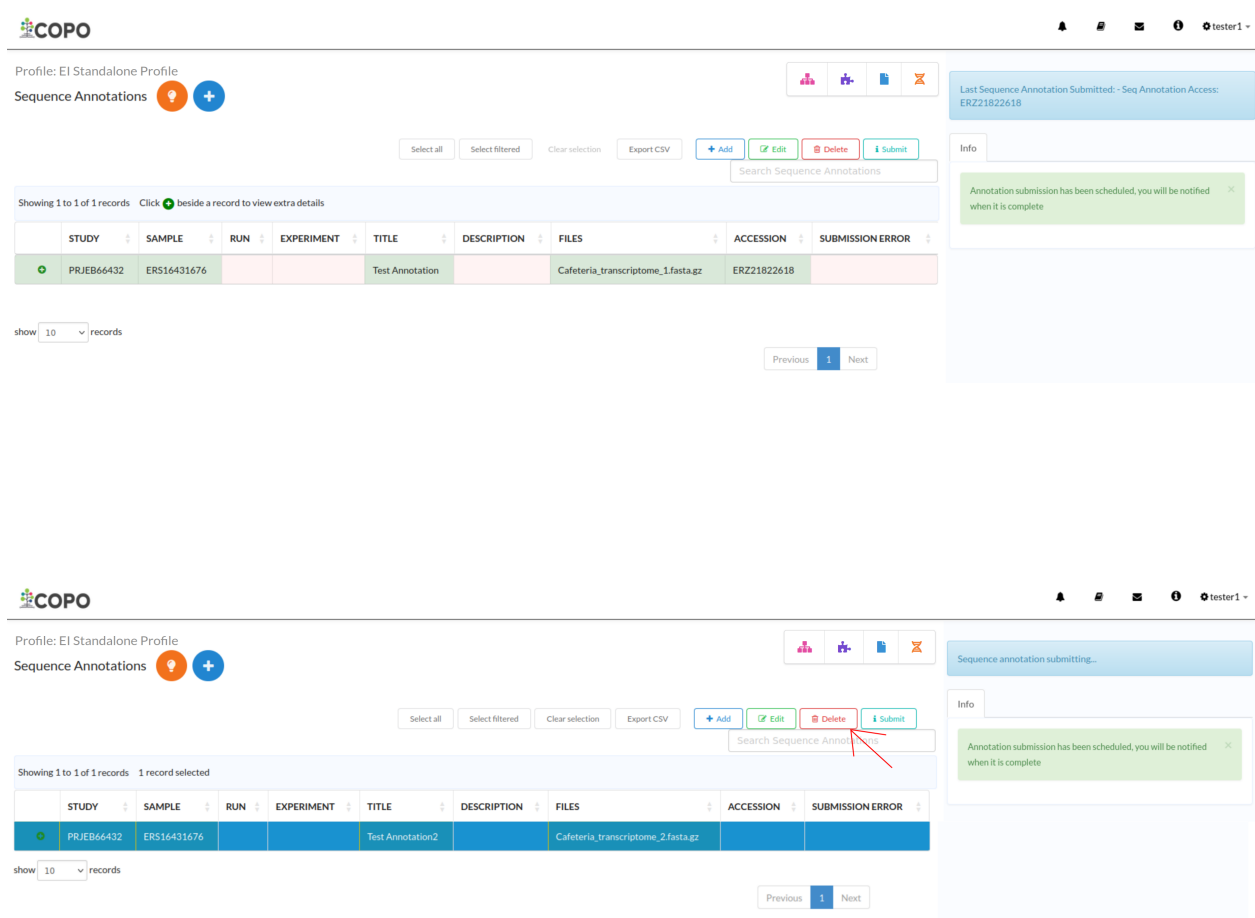 COPO
tester1
Profile: EI Standalone Profile
Sequence Annotations
Last Sequence Annotation Submitted: - Seq Annotation Access:
ERZ21822618
Select all Select filtered Clear selection Export CSV Add Edit Delete Submit
Info
Search Sequence Annotations
Annotation submission has been scheduled, you will be notified ×
when it is complete
Showing 1 to 1 of 1 records Click beside a record to view extra details
STUDY SAMPLE RUN EXPERIMENT TITLE DESCRIPTION FILES ACCESSION SUBMISSION ERROR
PRJEB66432 ERS16431676 Test Annotation Cafeteria_transcriptome_1.fasta.gz ERZ21822618
show 10 records
Previous 1 Next
COPO
tester1
Profile: EI Standalone Profile
Sequence Annotations
Sequence annotation submitting...
Select all Select filtered Clear selection Export CSV Add Edit Delete Submit
Info
Search Sequence Annotations
Annotation submission has been scheduled, you will be notified ×
when it is complete
Showing 1 to 1 of 1 records 1 record selected
STUDY SAMPLE RUN EXPERIMENT TITLE DESCRIPTION FILES ACCESSION SUBMISSION ERROR
PRJEB66432 ERS16431676 Test Annotation2 Cafeteria_transcriptome_2.fasta.gz
show 10 records
Previous 1 Next